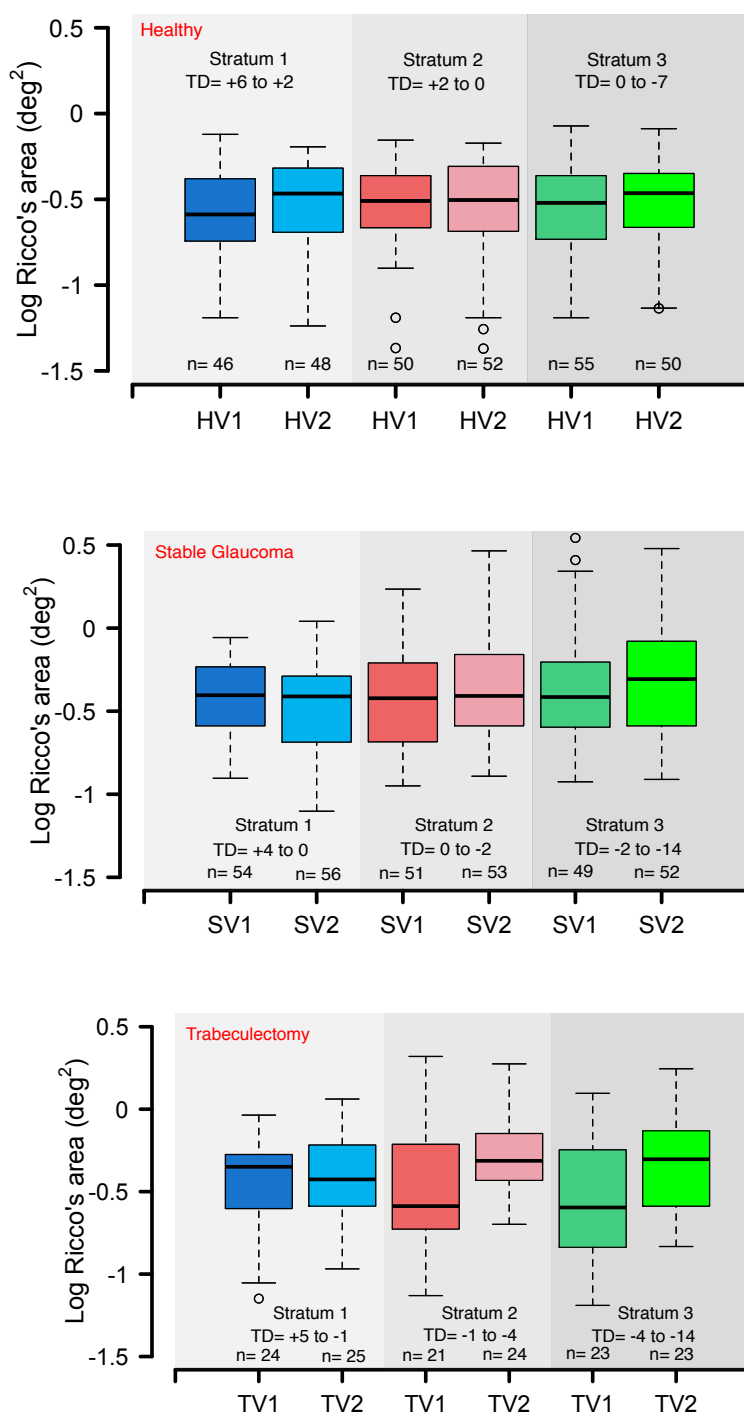 Healthy
Stratum 1
TD= +6 to +2
Stratum 2
TD= +2 to 0
Stratum 3
TD= 0 to -7
Log Ricco's area (deg²)
0.5
0
-0.5
-1
-1.5
n= 46
n= 48
n= 50
n= 52
n= 55
n= 50
HV1
HV2
HV1
HV2
HV1
HV2
Stable Glaucoma
Log Ricco's area (deg²)
0.5
0
-0.5
-1
-1.5
Stratum 1
TD= +4 to 0
Stratum 2
TD= 0 to -2
Stratum 3
TD= -2 to -14
n= 54
n= 56
n= 51
n= 53
n= 49
n= 52
SV1
SV2
SV1
SV2
SV1
SV2
Trabeculectomy
Log Ricco's area (deg²)
0.5
0
-0.5
-1
-1.5
Stratum 1
TD= +5 to -1
Stratum 2
TD= -1 to -4
Stratum 3
TD= -4 to -14
n= 24
n= 25
n= 21
n= 24
n= 23
n= 23
TV1
TV2
TV1
TV2
TV1
TV2